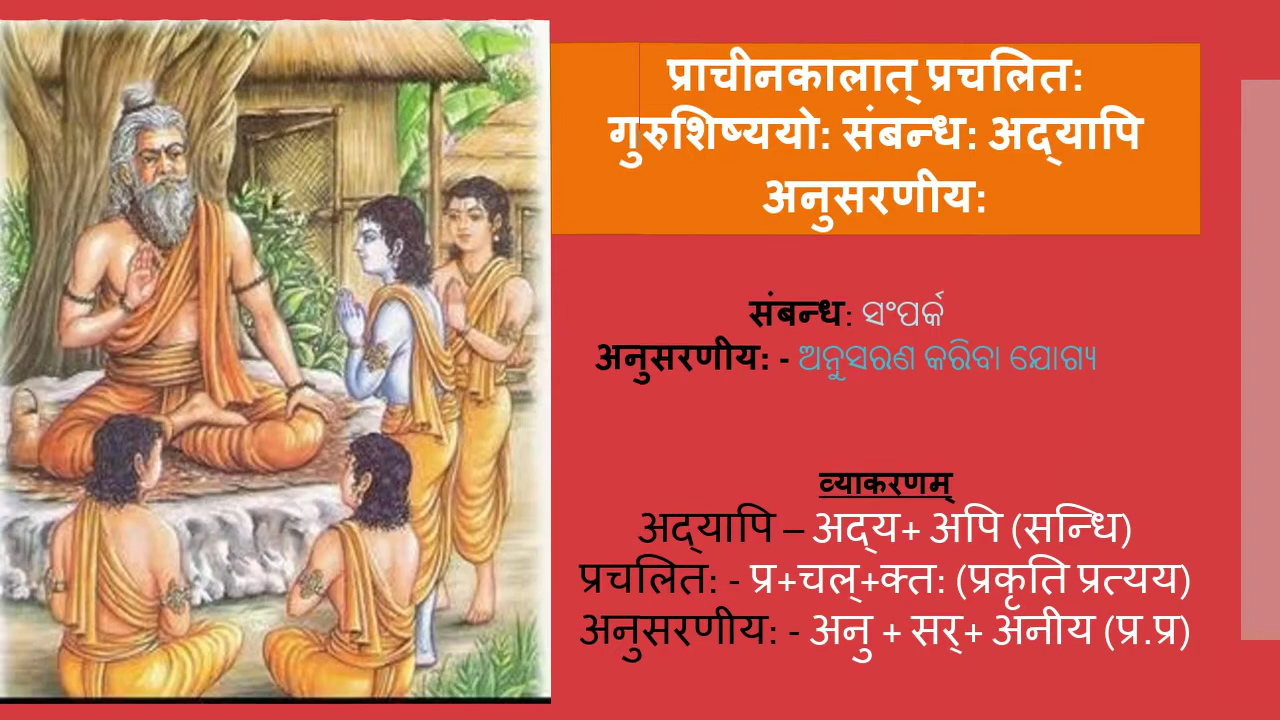 प्राचीनकालात् प्रचलितः
गुरुशिष्ययोः संबन्धः अद्‌यापि
अनुसरणीयः
संबन्धः ସଂପର୍କ
अनुसरणीयः - ଅନୁସରଣ କରିବା ଯୋଗ୍ୟ
व्याकरणम्
अद्‌यापि – अद्‌य+ अपि (सन्धि)
प्रचलितः - प्र+चल्+क्तः (प्रकृति प्रत्यय)
अनुसरणीयः - अनु + सर्+ अनीय (प्र.प्र)